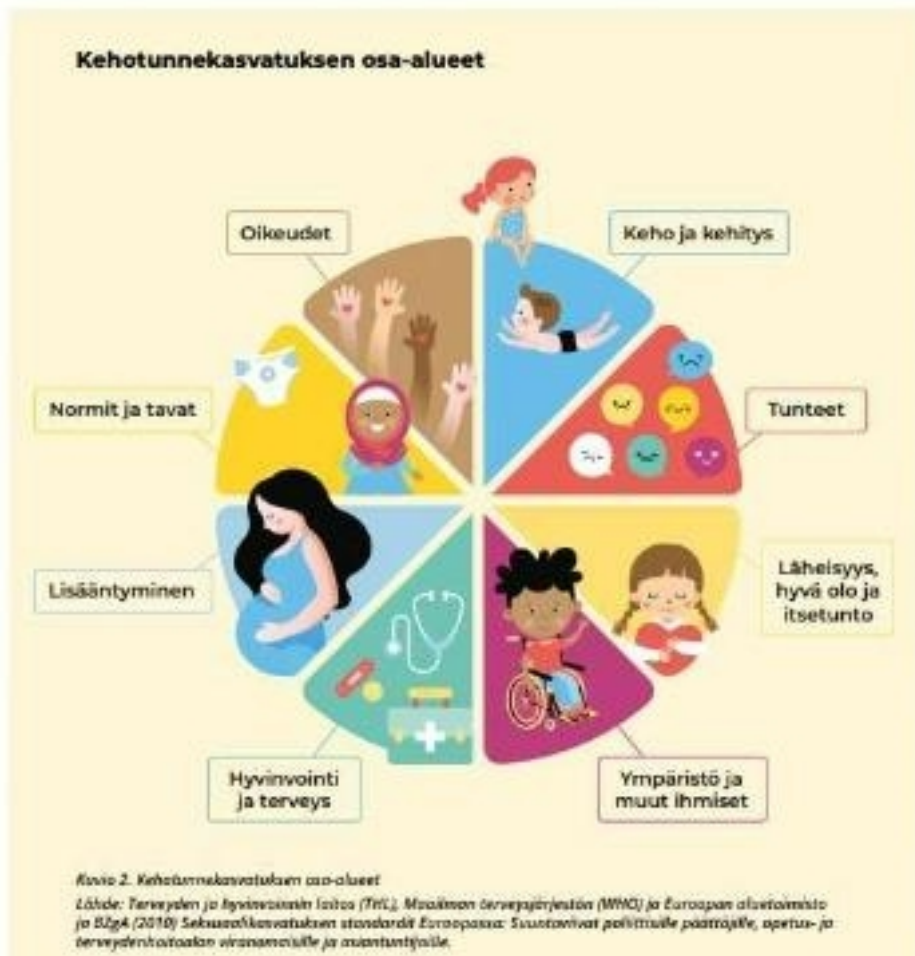 Kehotunnekasvatuksen osa-alueet
Oikeudet
Keho ja kehitys
Normit ja tavat
Tunteet
Lisääntyminen
Läheisyys,
hyvä olo ja
itsetunto
Hyvinvointi
ja terveys
Ympäristö ja
muut ihmiset
Kuvio 2. Kehotunnekasvatuksen osa-alueet
Lähde: Terveyden ja hyvinvoinnin laitos (THL), Maailman terveysjärjestön (WHO) ja Euroopan aluetoimisto
ja BZgA (2010) Seksuaalikasvatuksen standardit Euroopassa: Suuntaviivat poliittisille päättäjille, opetus- ja
terveydenhoitoalan viranomaisille ja asiantuntijoille.